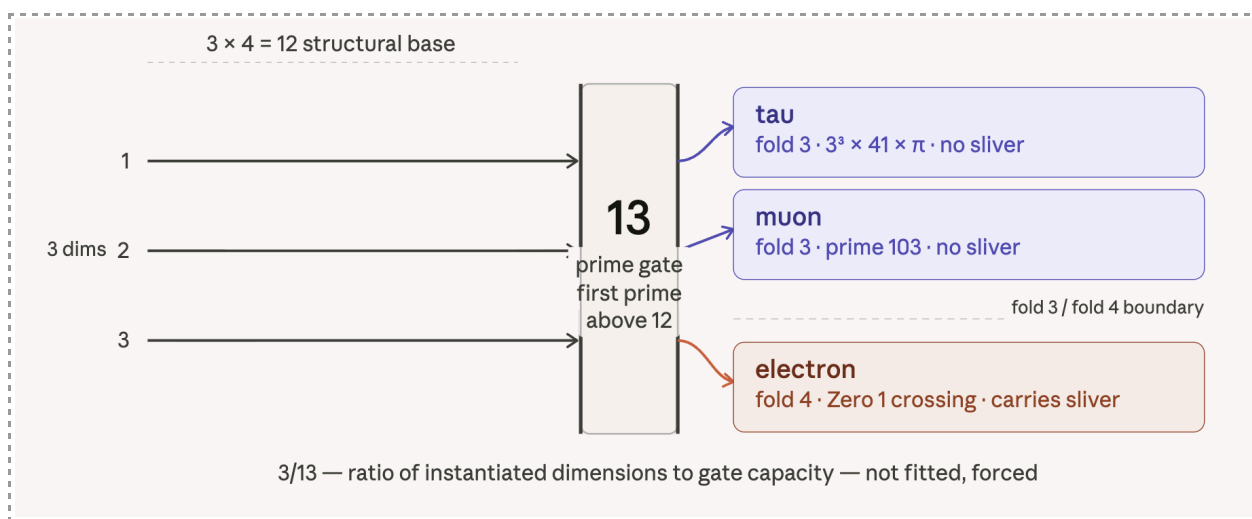 3 × 4 = 12 structural base
1
3 dims 2
3
13
prime gate
first prime
above 12
tau
fold 3 · 3³ × 41 × π · no sliver
muon
fold 3 · prime 103 · no sliver
fold 3 / fold 4 boundary
electron
fold 4 · Zero 1 crossing · carries sliver
3/13 — ratio of instantiated dimensions to gate capacity — not fitted, forced